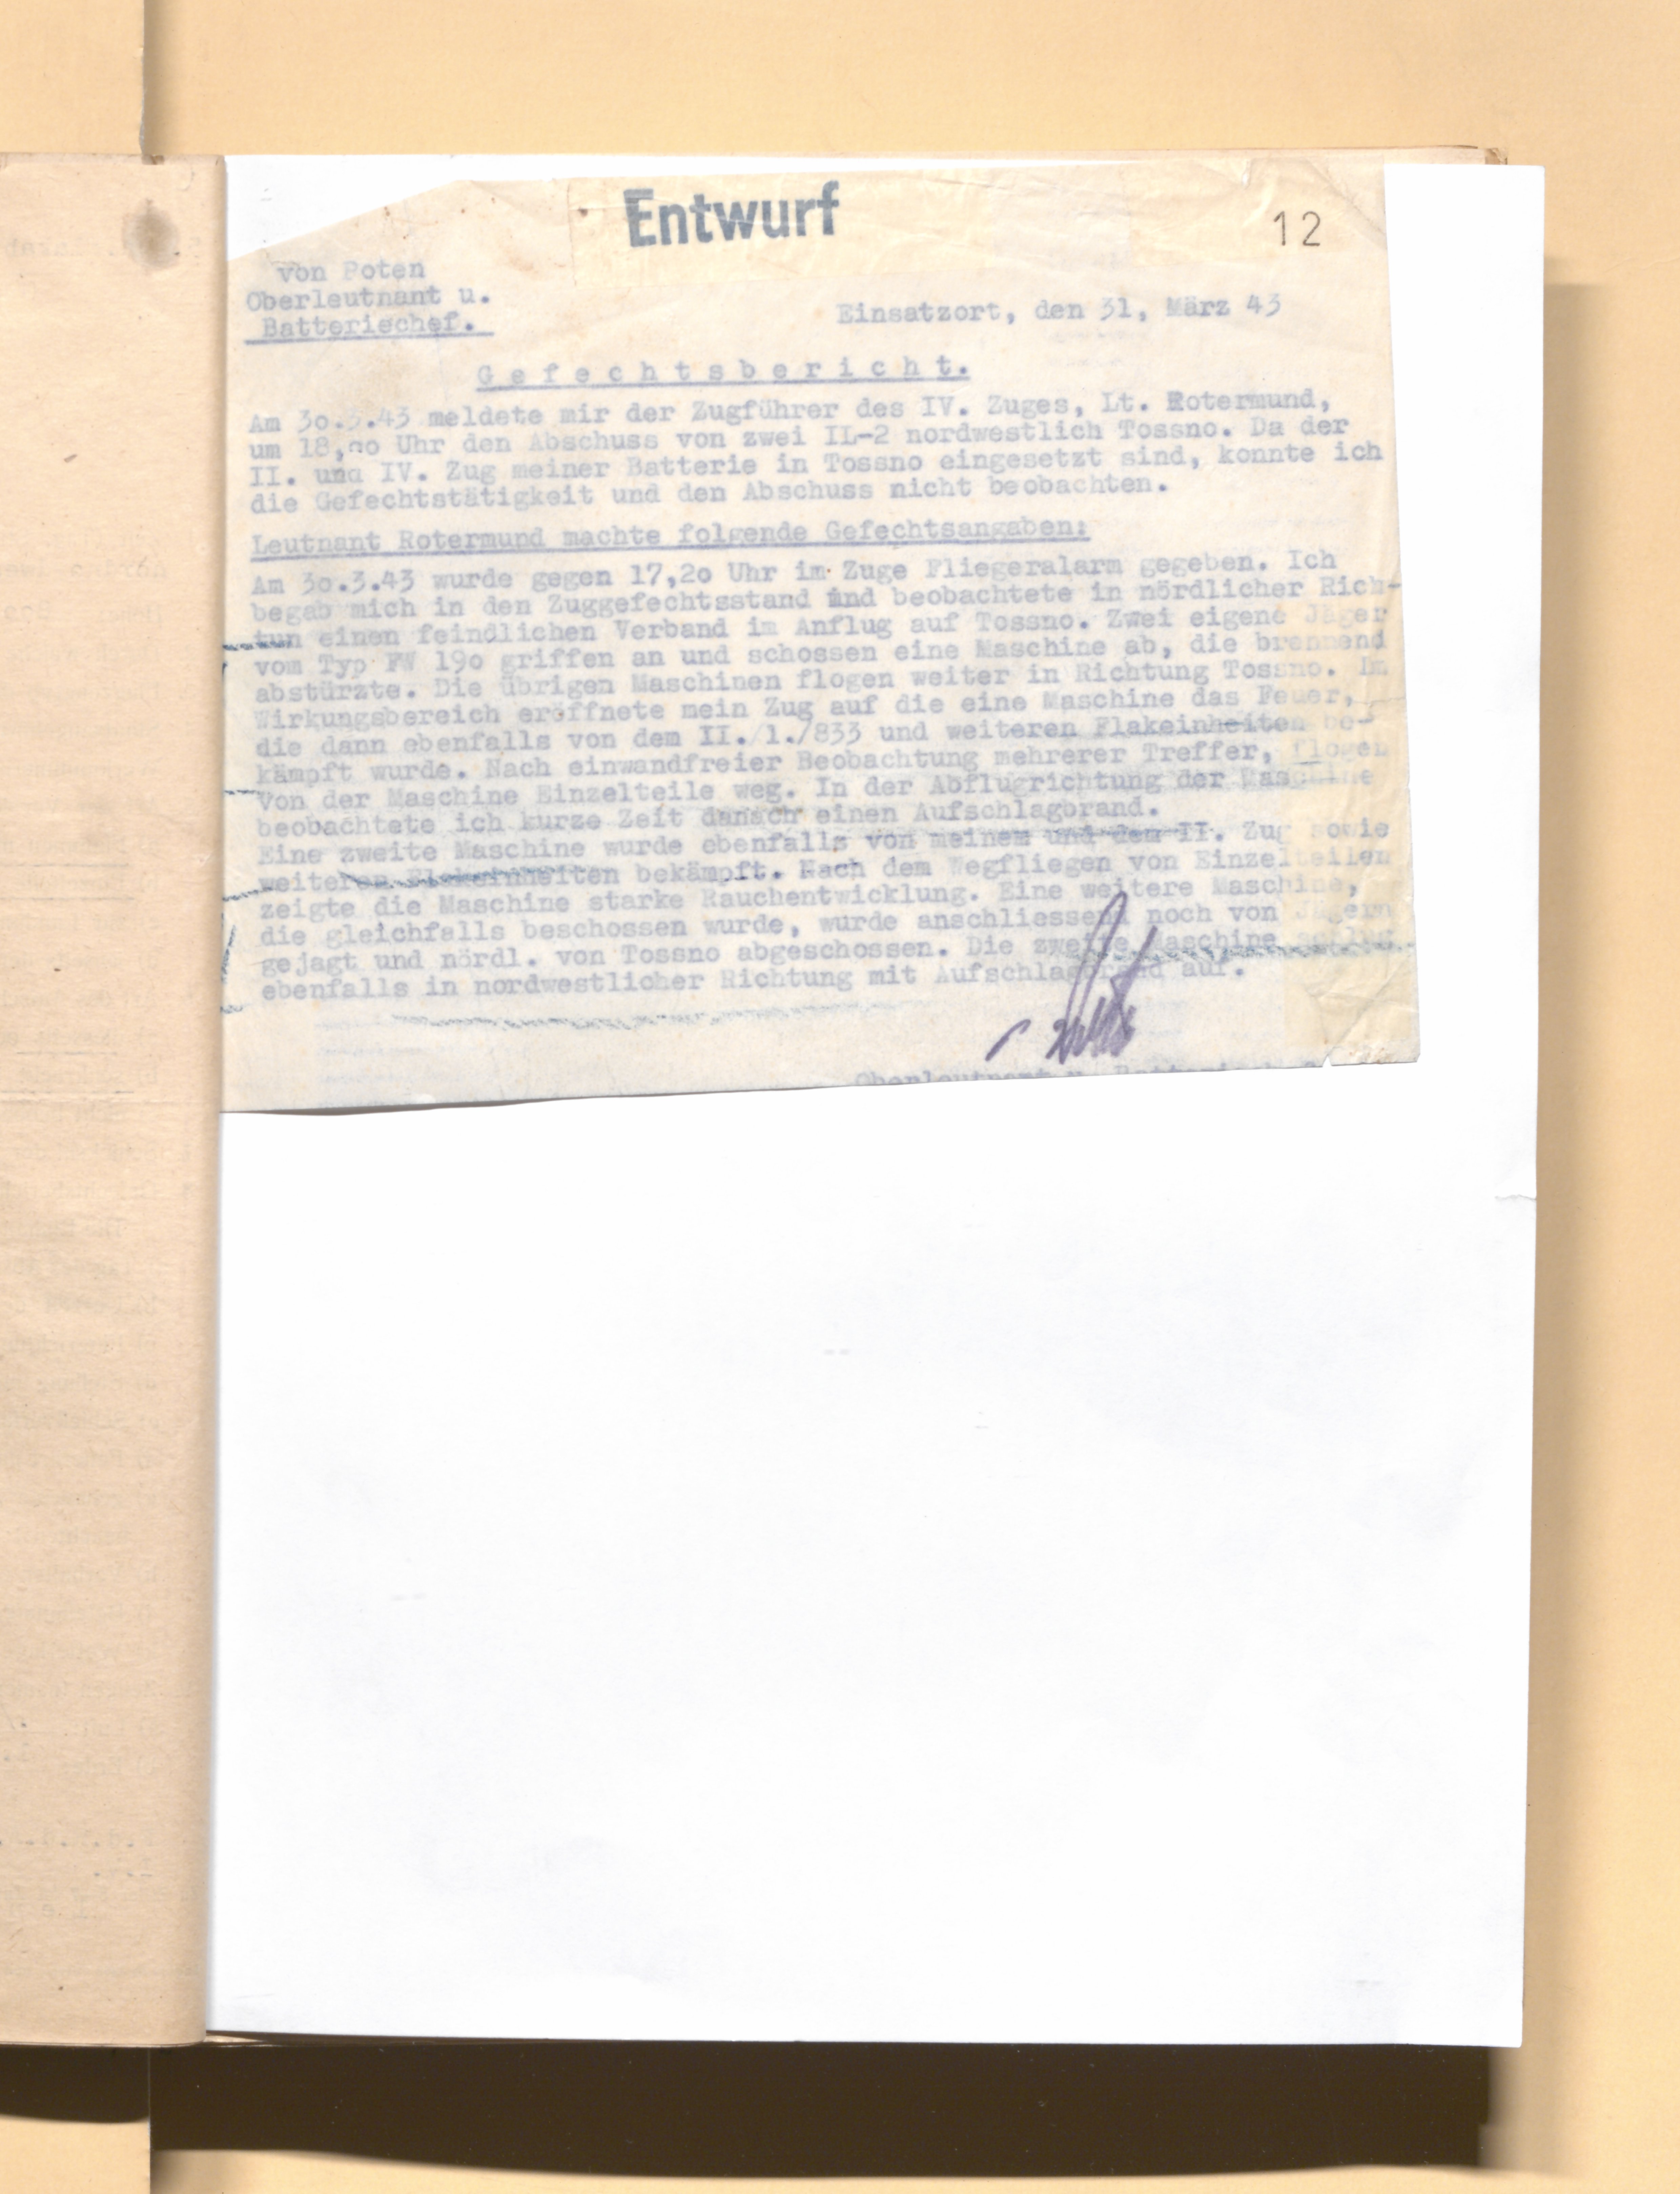 Entwurf
12
von Poten
Oberleutnant u.
Batteriechef.
Einsatzort, den 31, März 43
Gefechtsbericht.
Am 3o.3.43 meldete mir der Zugführer des IV. Zuges, Lt. Rotermund,
um 18,oo Uhr den Abschuss von zwei IL-2 nordwestlich Tossno. Da der
II. und IV. Zug meiner Batterie in Tossno eingesetzt sind, konnte ich
die Gefechtstätigkeit und den Abschuss nicht beobachten.
Leutnant Rotermund machte folgende Gefechtsangaben:
Am 3o.3.43 wurde gegen 17,2o Uhr im Zuge Fliegeralarm gegeben. Ich
begab mich in den Zuggefechtsstand und beobachtete in nördlicher Rich-
tun einen feindlichen Verband im Anflug auf Tossno. Zwei eigene Jäger
vom Typ FW 19o griffen an und schossen eine Maschine ab, die brennend
abstürzte. Die übrigen Maschinen flogen weiter in Richtung Tossno. Im
Wirkungsbereich eröffnete mein Zug auf die eine Maschine das Feuer,
die dann ebenfalls von dem II./1./833 und weiteren Flakeinheiten be-
kämpft wurde. Nach einwandfreier Beobachtung mehrerer Treffer, flogen
von der Maschine Einzelteile weg. In der Abflugrichtung der Maschine
beobachtete ich kurze Zeit danach einen Aufschlagbrand.
Eine zweite Maschine wurde ebenfalls von meinem und dem II. Zug sowie
weiteren Flakeinheiten bekämpft. Nach dem Wegfliegen von Einzelteilen
zeigte die Maschine starke Rauchentwicklung. Eine weitere Maschine,
die gleichfalls beschossen wurde, wurde anschliessend noch von Jägern
gejagt und nördl. von Tossno abgeschossen. Die zweite Maschine schlug
ebenfalls in nordwestlicher Richtung mit Aufschlagbrand auf.
Oberleutnant u.